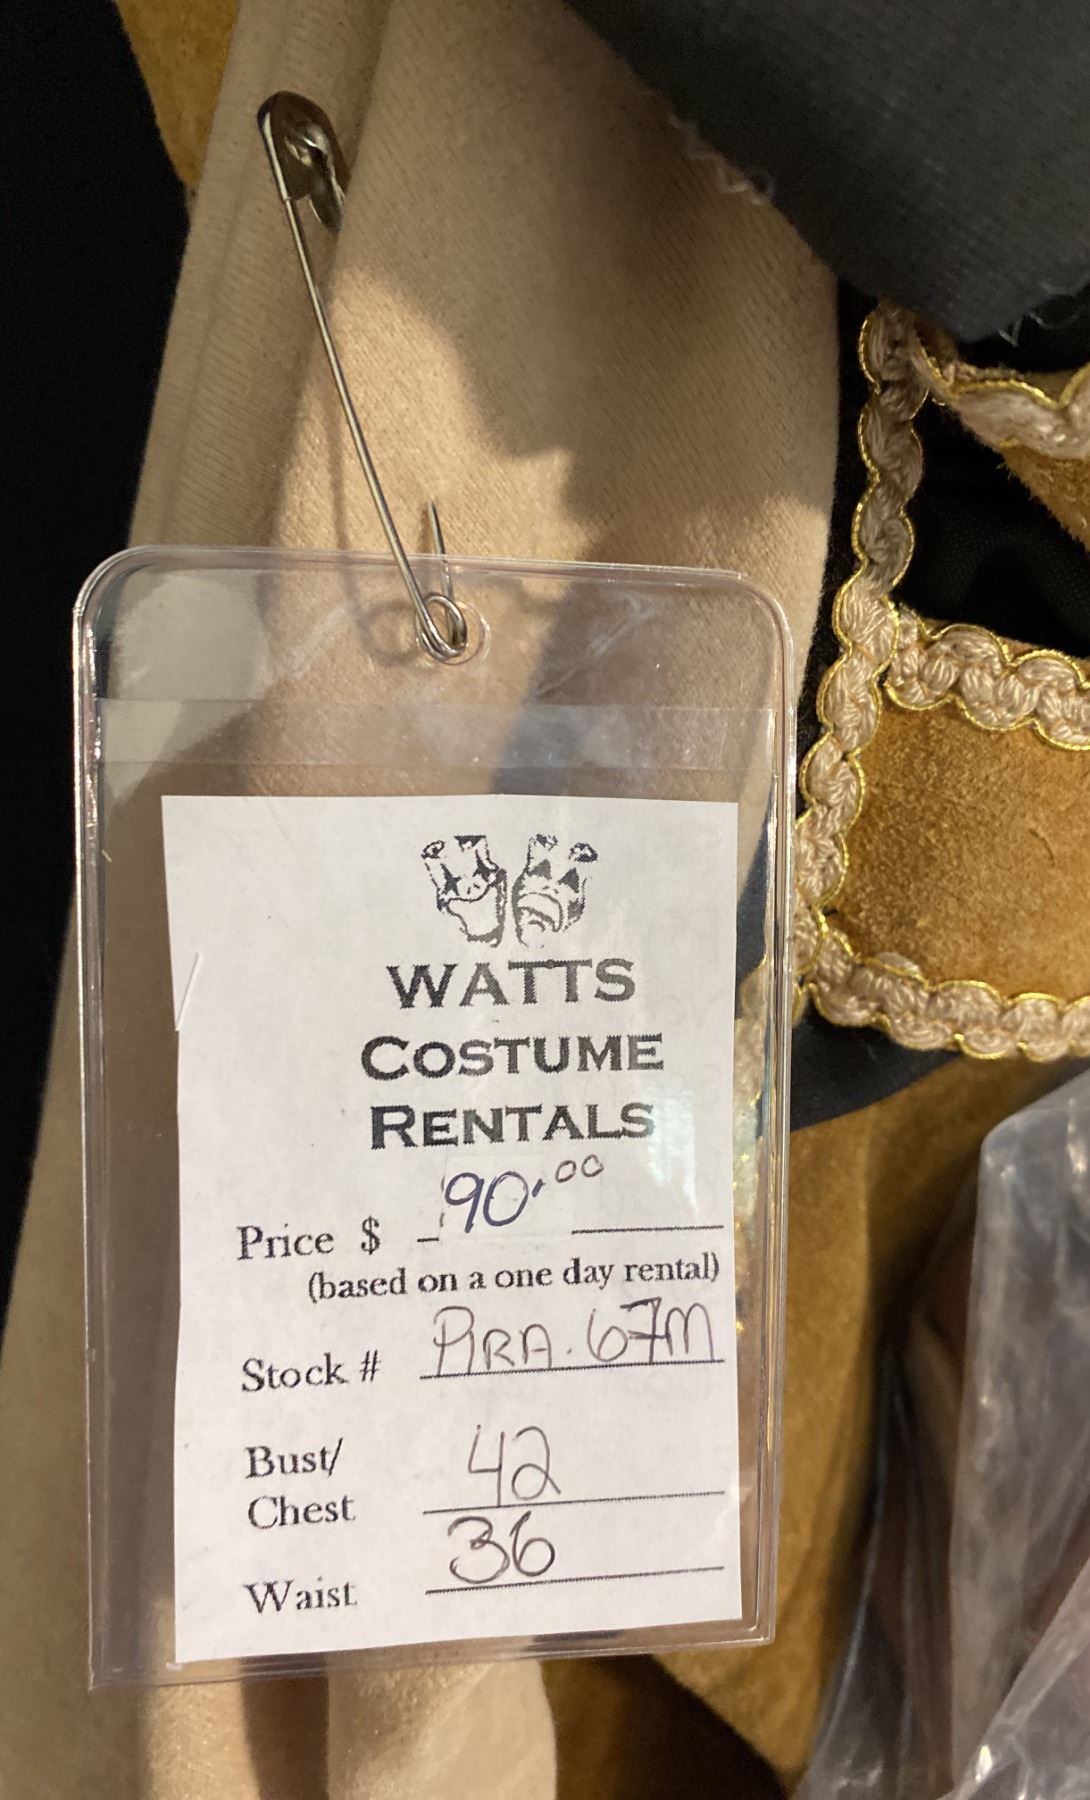 WATTS
COSTUME
RENTALS
Price $ 90.00
(based on a one day rental)
Stock # PIRA. 67M
Bust/
Chest 42
Waist 36